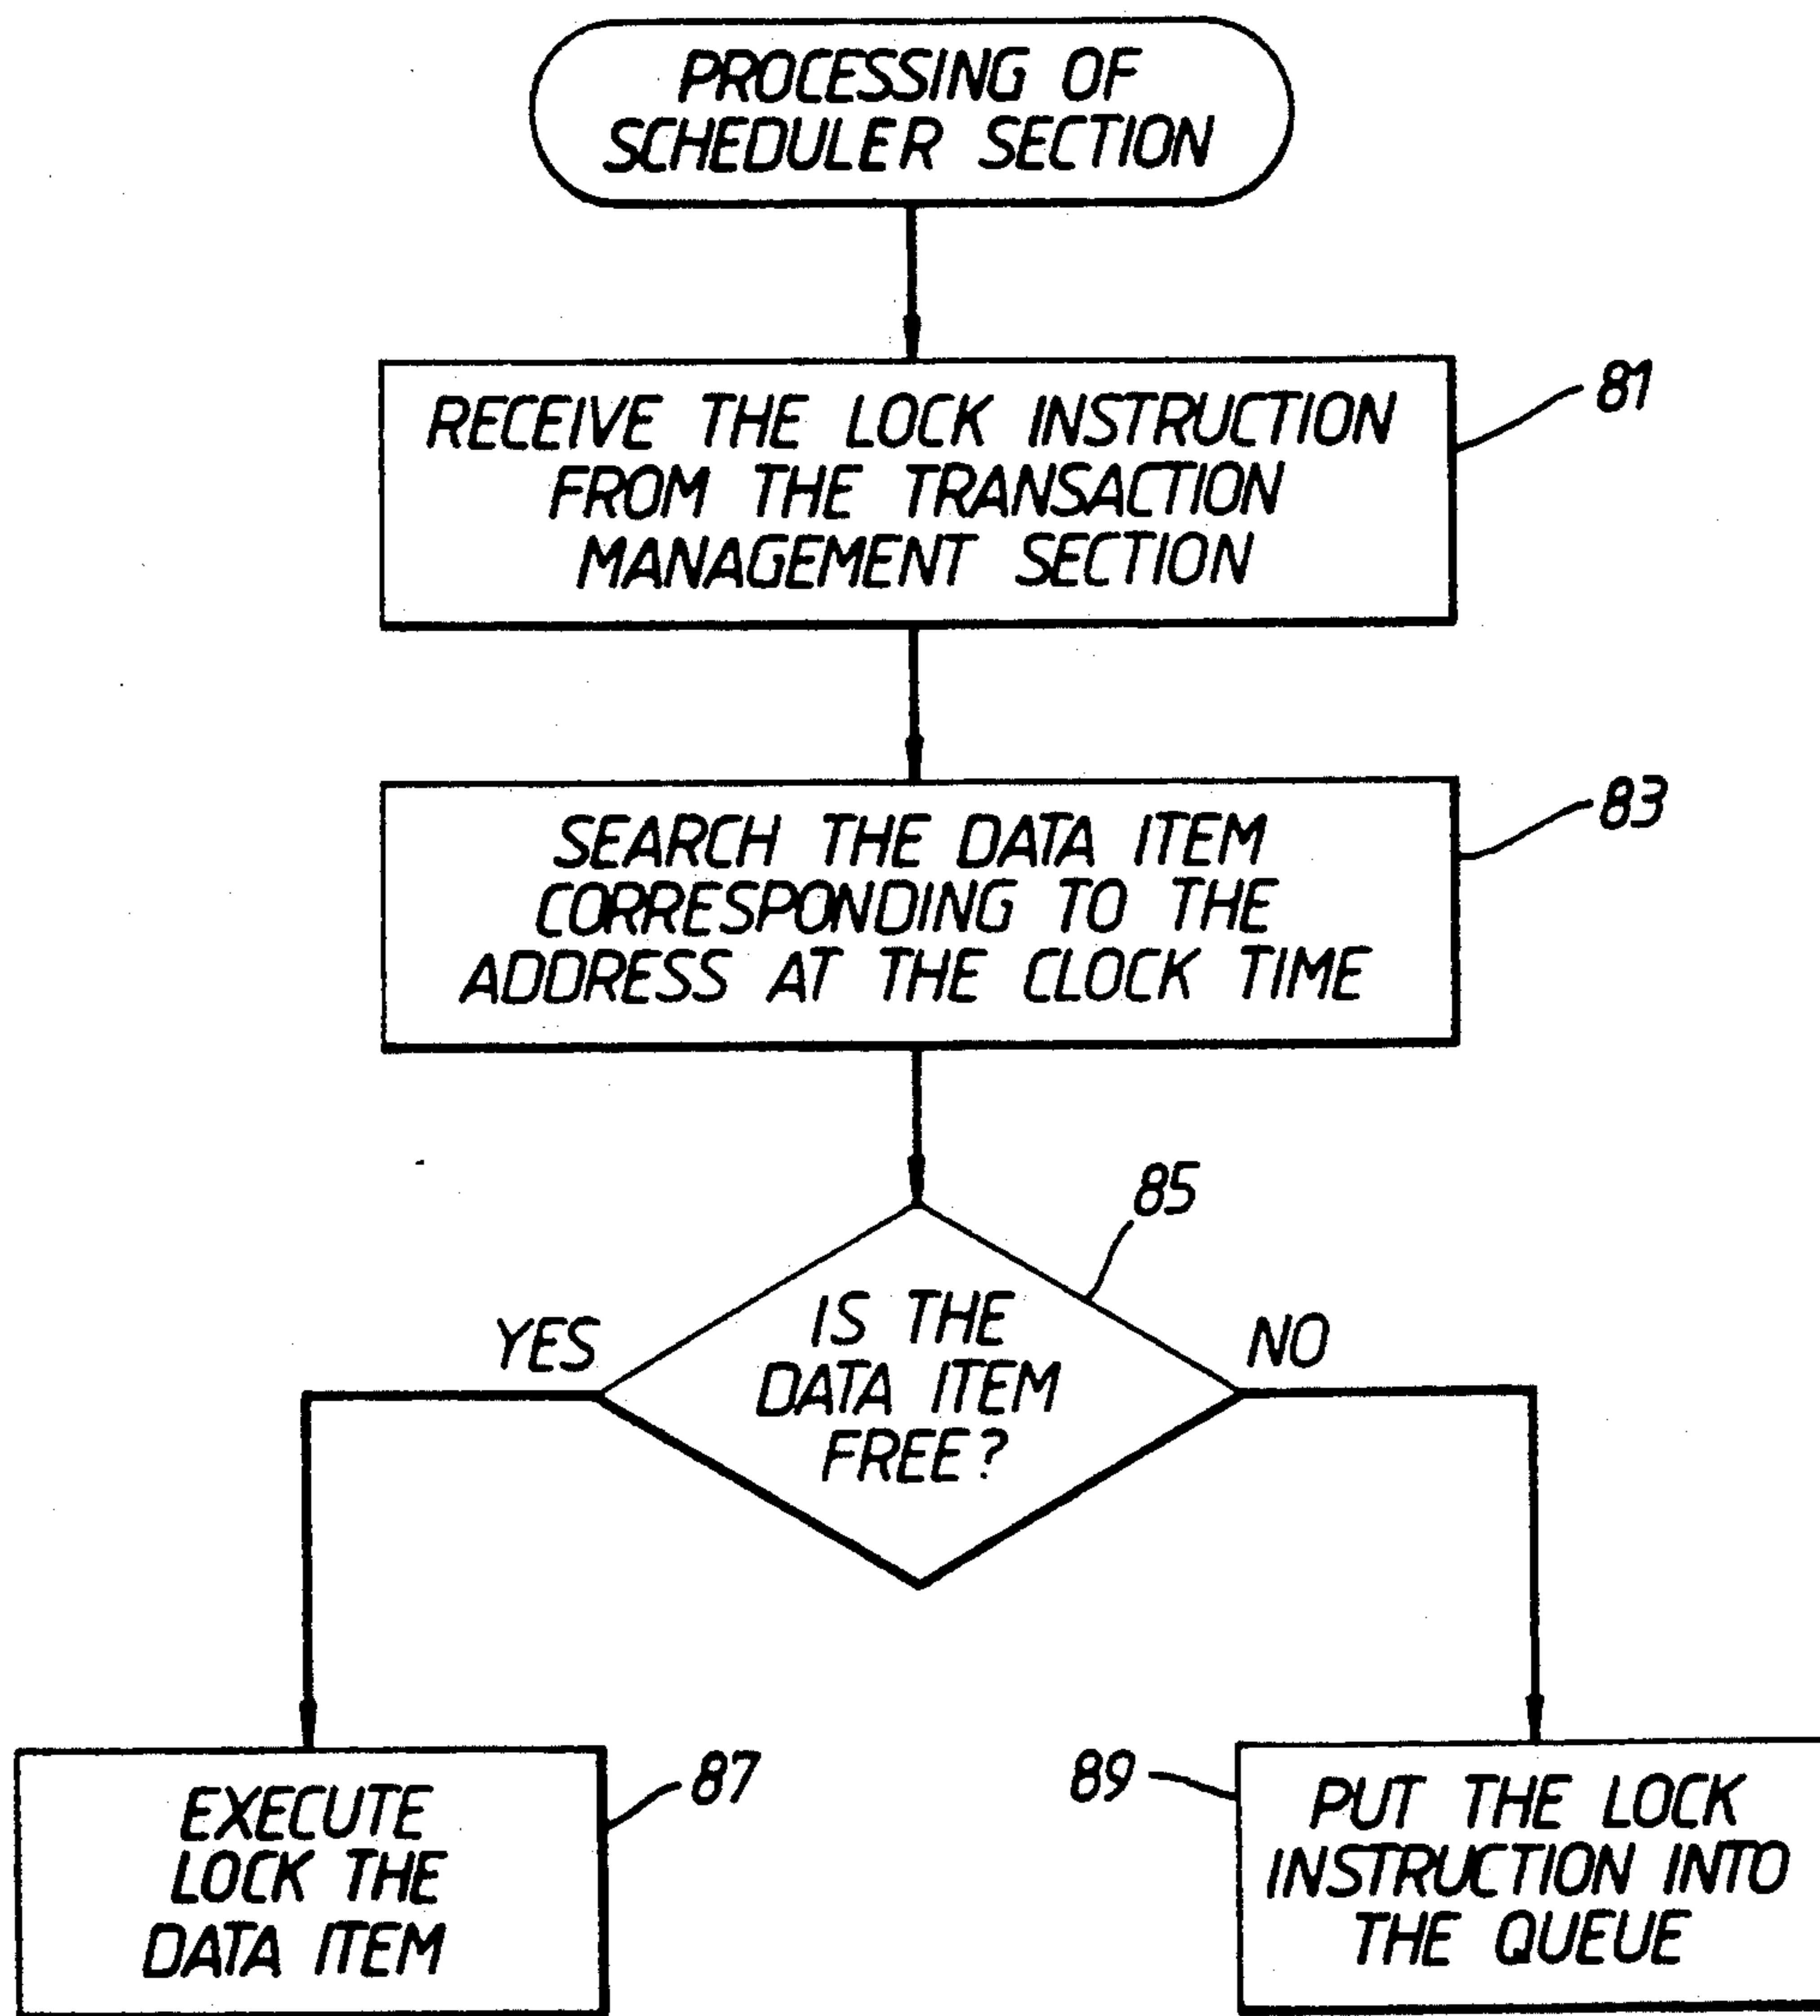 PROCESSING OF
SCHEDULER SECTION
RECEIVE THE LOCK INSTRUCTION
FROM THE TRANSACTION
MANAGEMENT SECTION
81
SEARCH THE DATA ITEM
CORRESPONDING TO THE
ADDRESS AT THE CLOCK TIME
83
85
IS THE
DATA ITEM
FREE?
YES
NO
EXECUTE
LOCK THE
DATA ITEM
87
89
PUT THE LOCK
INSTRUCTION INTO
THE QUEUE